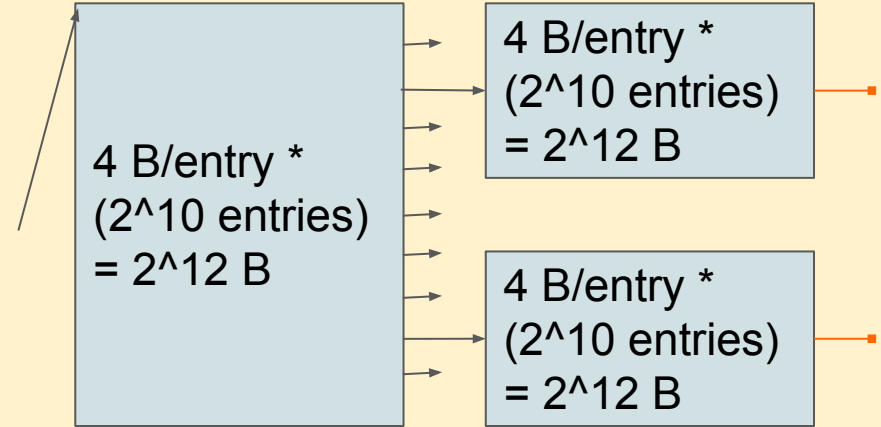 4 B/entry *
(2^10 entries)
= 2^12 B
4 B/entry *
(2^10 entries)
= 2^12 B
4 B/entry *
(2^10 entries)
= 2^12 B